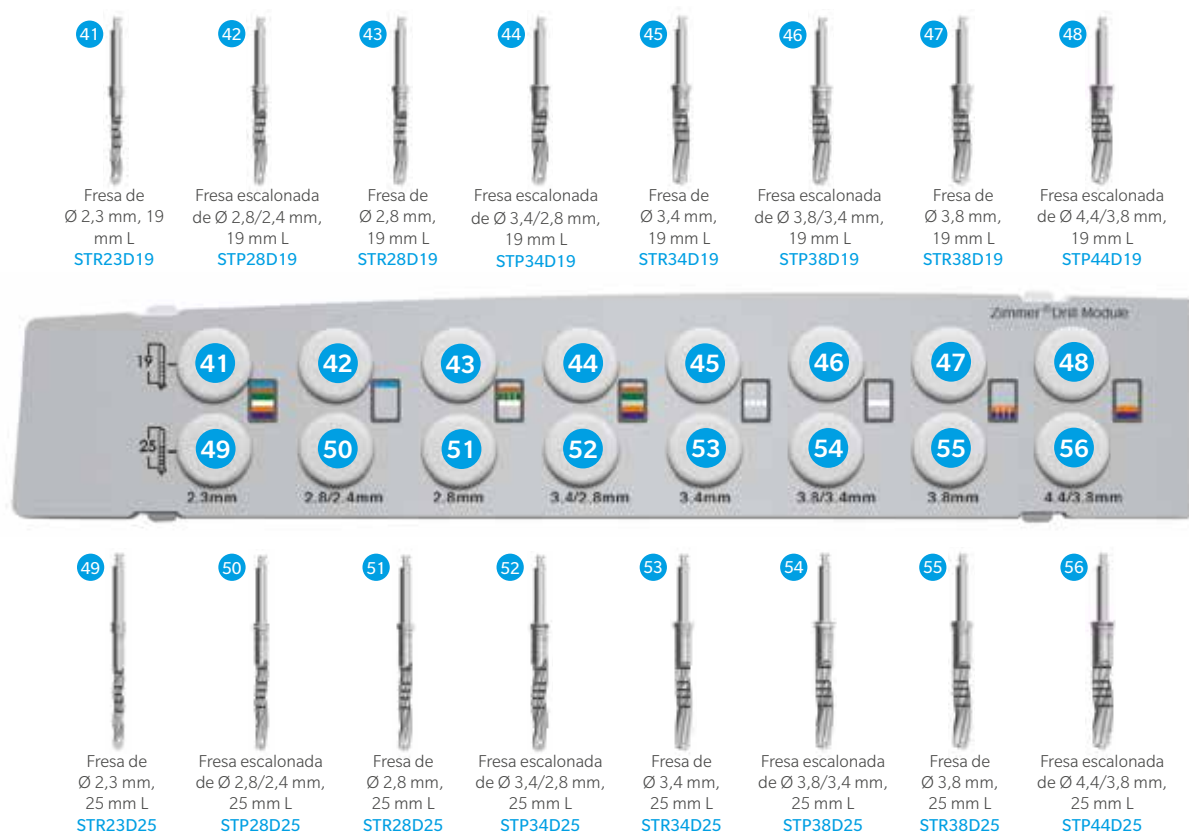 41
42
43
44
45
46
47
48
Fresa de
Ø 2,3 mm, 19
mm L
STR23D19
Fresa escalonada
de Ø 2,8/2,4 mm,
19 mm L
STP28D19
Fresa de
Ø 2,8 mm,
19 mm L
STR28D19
Fresa escalonada
de Ø 3,4/2,8 mm,
19 mm L
STP34D19
Fresa de
Ø 3,4 mm,
19 mm L
STR34D19
Fresa escalonada
de Ø 3,8/3,4 mm,
19 mm L
STP38D19
Fresa de
Ø 3,8 mm,
19 mm L
STR38D19
Fresa escalonada
de Ø 4,4/3,8 mm,
19 mm L
STP44D19
Zimmer® Drill Module
19
41
42
43
44
45
46
47
48
25
49
50
51
52
53
54
55
56
2.3mm
2.8/2.4mm
2.8mm
3.4/2.8mm
3.4mm
3.8/3.4mm
3.8mm
4.4/3.8mm
49
50
51
52
53
54
55
56
Fresa de
Ø 2,3 mm,
25 mm L
STR23D25
Fresa escalonada
de Ø 2,8/2,4 mm,
25 mm L
STP28D25
Fresa de
Ø 2,8 mm,
25 mm L
STR28D25
Fresa escalonada
de Ø 3,4/2,8 mm,
25 mm L
STP34D25
Fresa de
Ø 3,4 mm,
25 mm L
STR34D25
Fresa escalonada
de Ø 3,8/3,4 mm,
25 mm L
STP38D25
Fresa de
Ø 3,8 mm,
25 mm L
STR38D25
Fresa escalonada
de Ø 4,4/3,8 mm,
25 mm L
STP44D25